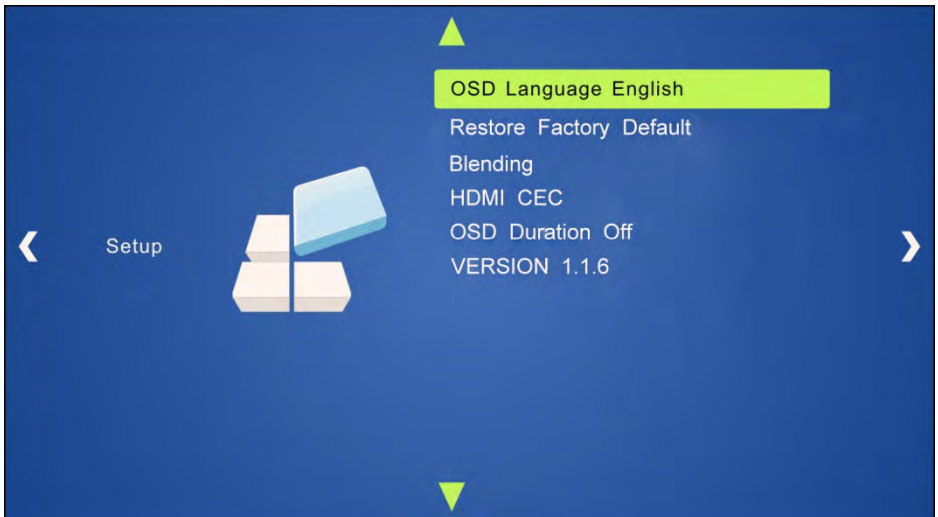 OSD Language English
Restore Factory Default
Blending
HDMI CEC
Setup
OSD Duration Off
VERSION 1.1.6